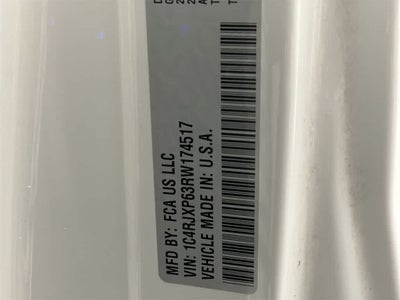 MFD BY: FCA US LLC
VIN: 1C4RJXP63RW174517
VEHICLE MADE IN: U.S.A.